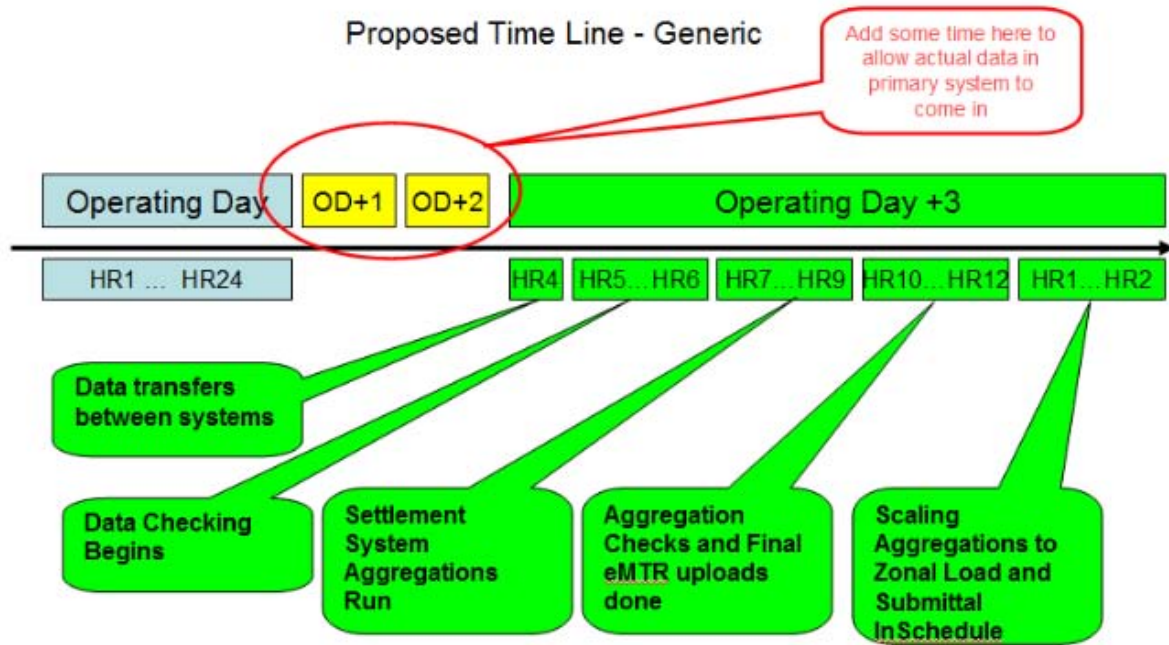 Proposed Time Line - Generic
Add some time here to
allow actual data in
primary system to
come in
Operating Day
OD+1
OD+2
Operating Day +3
HR1 ... HR24
HR4
HR5...HR6
HR7...HR9
HR10...HR12
HR1...HR2
Data transfers
between systems
Data Checking
Begins
Settlement
System
Aggregations
Run
Aggregation
Checks and Final
eMTR uploads
done
Scaling
Aggregations to
Zonal Load and
Submittal
InSchedule